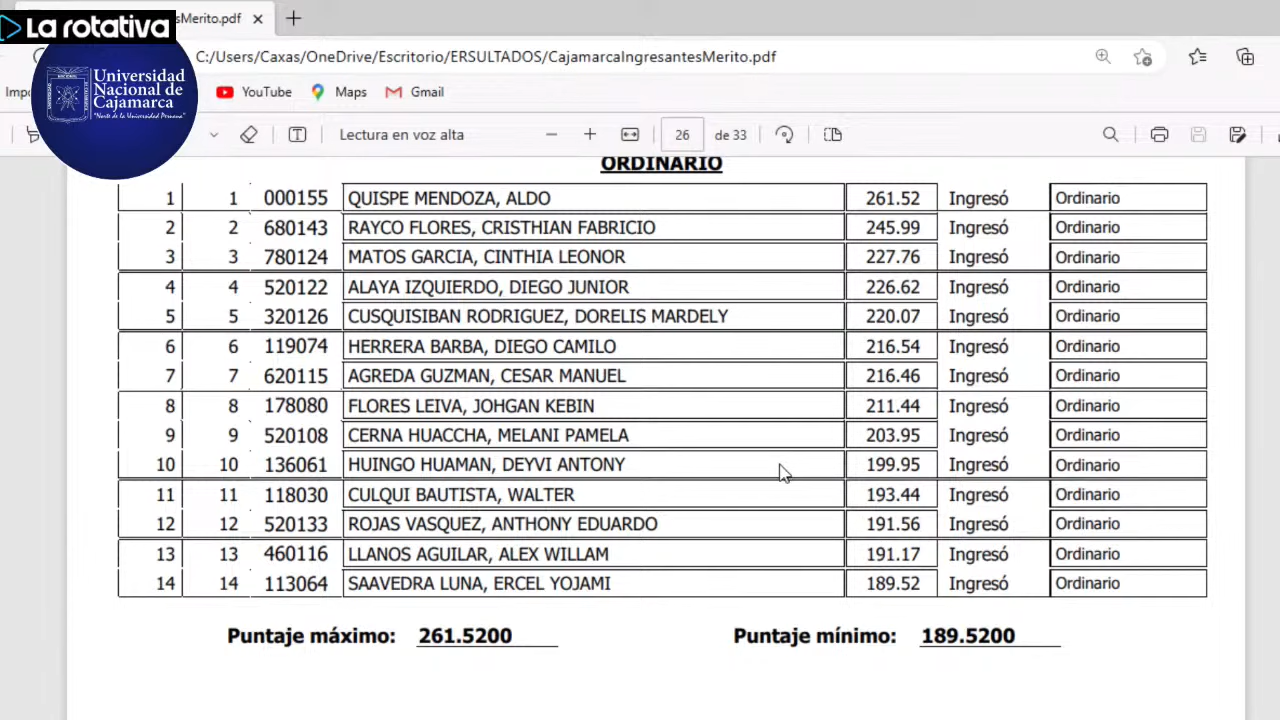 La rotativa
sMerito.pdf
Universidad
Nacional de
Cajamarca
"Norte de la Universidad Peruana"
C:/Users/Caxas/OneDrive/Escritorio/ERSULTADOS/CajamarcaIngresantesMerito.pdf
YouTube Maps Gmail
Lectura en voz alta 26 de 33
ORDINARIO
1 1 000155 QUISPE MENDOZA, ALDO 261.52 Ingresó Ordinario
2 2 680143 RAYCO FLORES, CRISTHIAN FABRICIO 245.99 Ingresó Ordinario
3 3 780124 MATOS GARCIA, CINTHIA LEONOR 227.76 Ingresó Ordinario
4 4 520122 ALAYA IZQUIERDO, DIEGO JUNIOR 226.62 Ingresó Ordinario
5 5 320126 CUSQUISIBAN RODRIGUEZ, DORELIS MARDELY 220.07 Ingresó Ordinario
6 6 119074 HERRERA BARBA, DIEGO CAMILO 216.54 Ingresó Ordinario
7 7 620115 AGREDA GUZMAN, CESAR MANUEL 216.46 Ingresó Ordinario
8 8 178080 FLORES LEIVA, JOHGAN KEBIN 211.44 Ingresó Ordinario
9 9 520108 CERNA HUACCHA, MELANI PAMELA 203.95 Ingresó Ordinario
10 10 136061 HUINGO HUAMAN, DEYVI ANTONY 199.95 Ingresó Ordinario
11 11 118030 CULQUI BAUTISTA, WALTER 193.44 Ingresó Ordinario
12 12 520133 ROJAS VASQUEZ, ANTHONY EDUARDO 191.56 Ingresó Ordinario
13 13 460116 LLANOS AGUILAR, ALEX WILLAM 191.17 Ingresó Ordinario
14 14 113064 SAAVEDRA LUNA, ERCEL YOJAMI 189.52 Ingresó Ordinario
Puntaje máximo: 261.5200 Puntaje mínimo: 189.5200